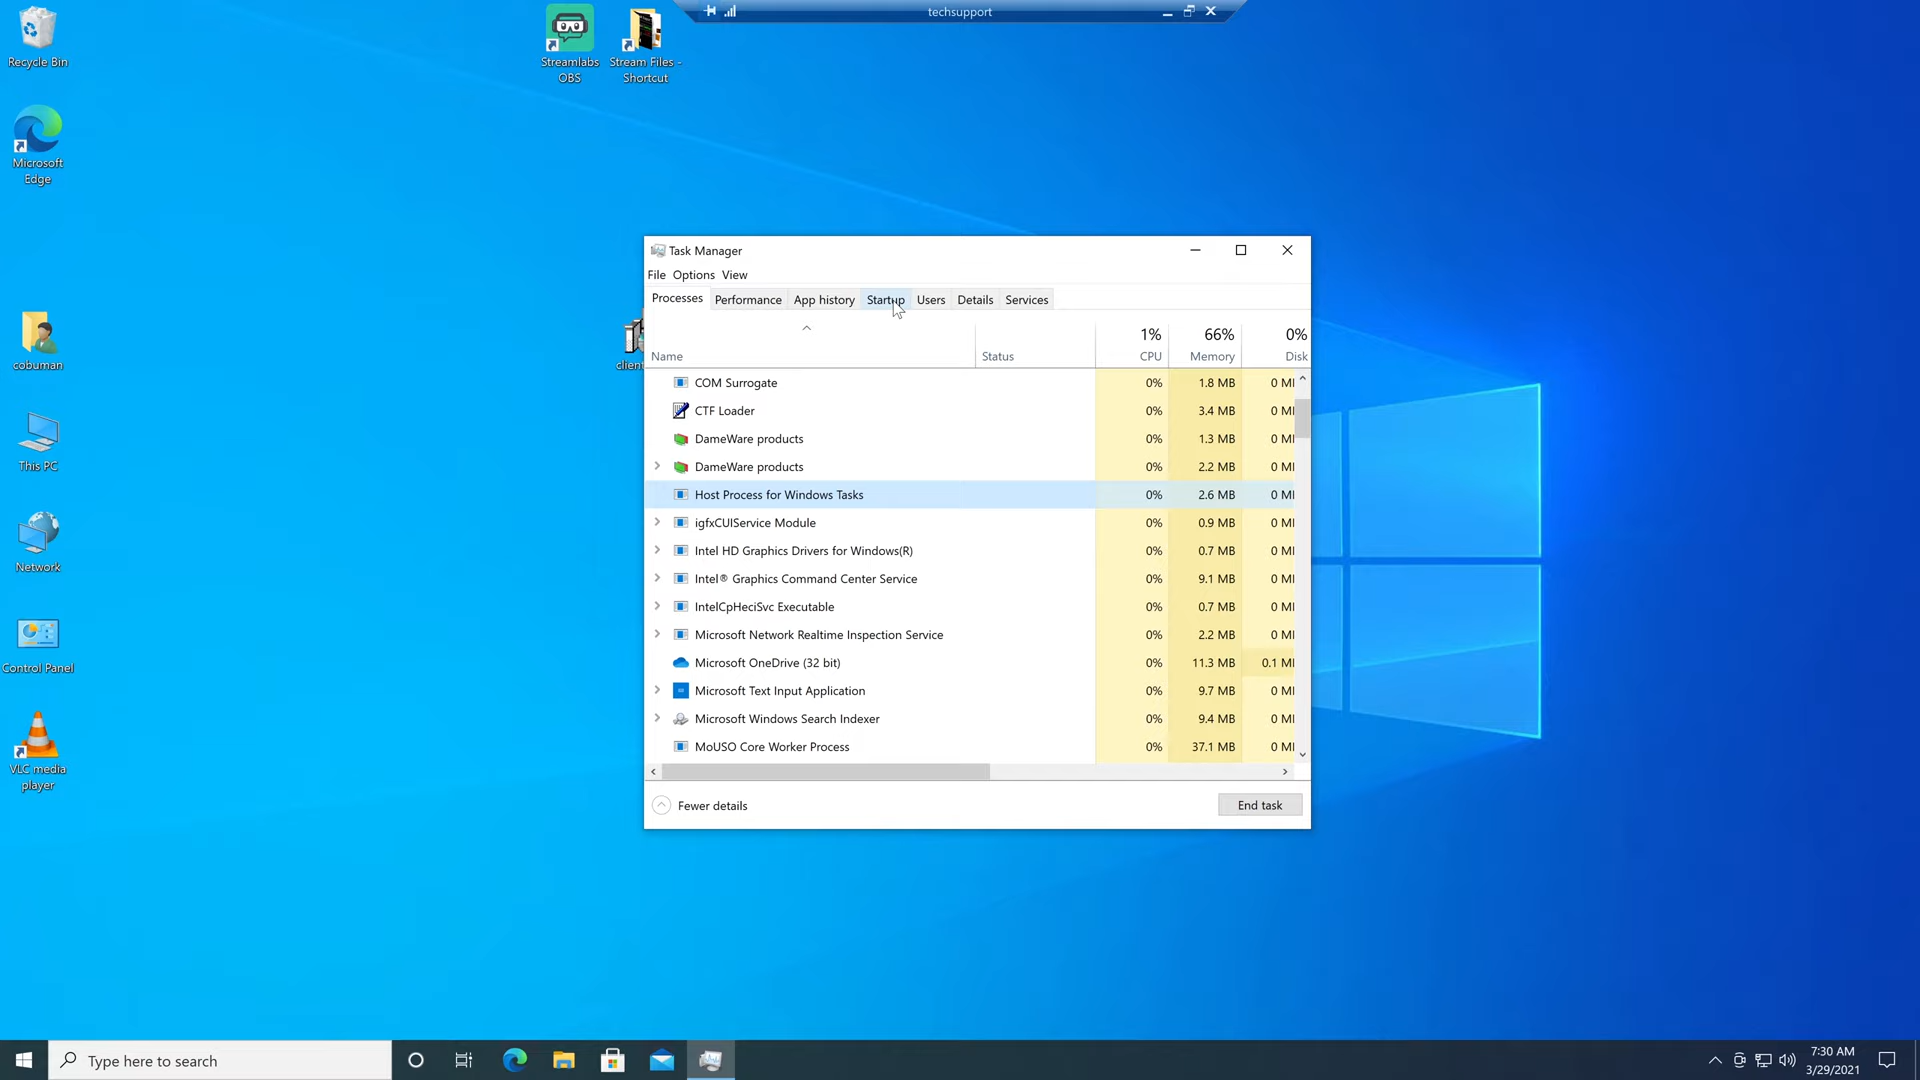 techsupport
Recycle Bin
Streamlabs
OBS
Stream Files -
Shortcut
Microsoft
Edge
cobuman
This PC
Network
Control Panel
VLC media
player
client
Task Manager
File Options View
Processes Performance App history Startup Users Details Services
1% 66% 0%
Name Status CPU Memory Disk
COM Surrogate 0% 1.8 MB 0 M
CTF Loader 0% 3.4 MB 0 M
DameWare products 0% 1.3 MB 0 M
DameWare products 0% 2.2 MB 0 M
Host Process for Windows Tasks 0% 2.6 MB 0 M
igfxCUIService Module 0% 0.9 MB 0 M
Intel HD Graphics Drivers for Windows(R) 0% 0.7 MB 0 M
Intel® Graphics Command Center Service 0% 9.1 MB 0 M
IntelCpHeciSvc Executable 0% 0.7 MB 0 M
Microsoft Network Realtime Inspection Service 0% 2.2 MB 0 M
Microsoft OneDrive (32 bit) 0% 11.3 MB 0.1 M
Microsoft Text Input Application 0% 9.7 MB 0 M
Microsoft Windows Search Indexer 0% 9.4 MB 0 M
MoUSO Core Worker Process 0% 37.1 MB 0 M
Fewer details End task
Type here to search
7:30 AM
3/29/2021